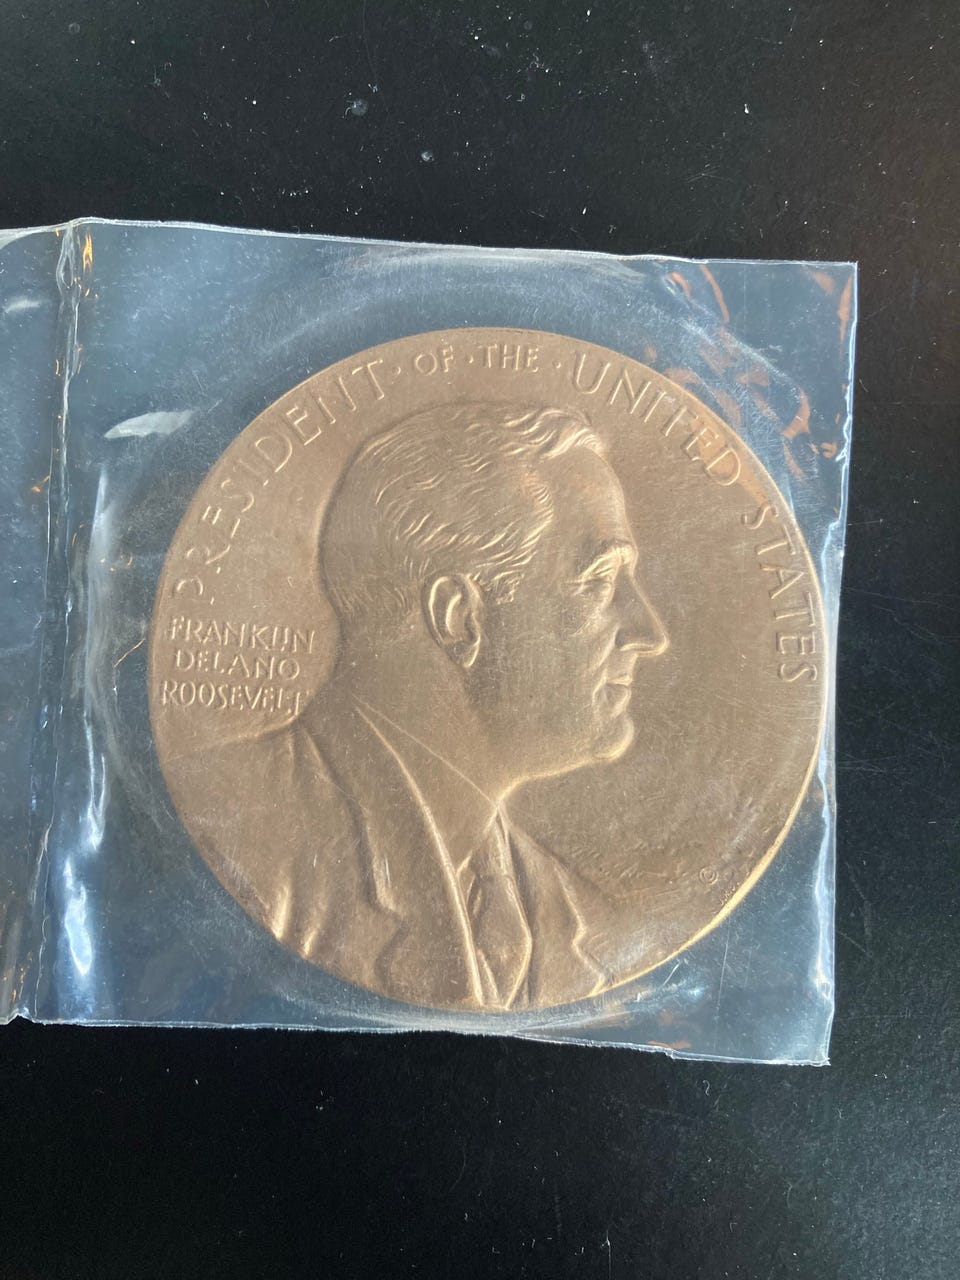 PRESIDENT · OF · THE · UNITED STATES
FRANKLIN
DELANO
ROOSEVELT
©